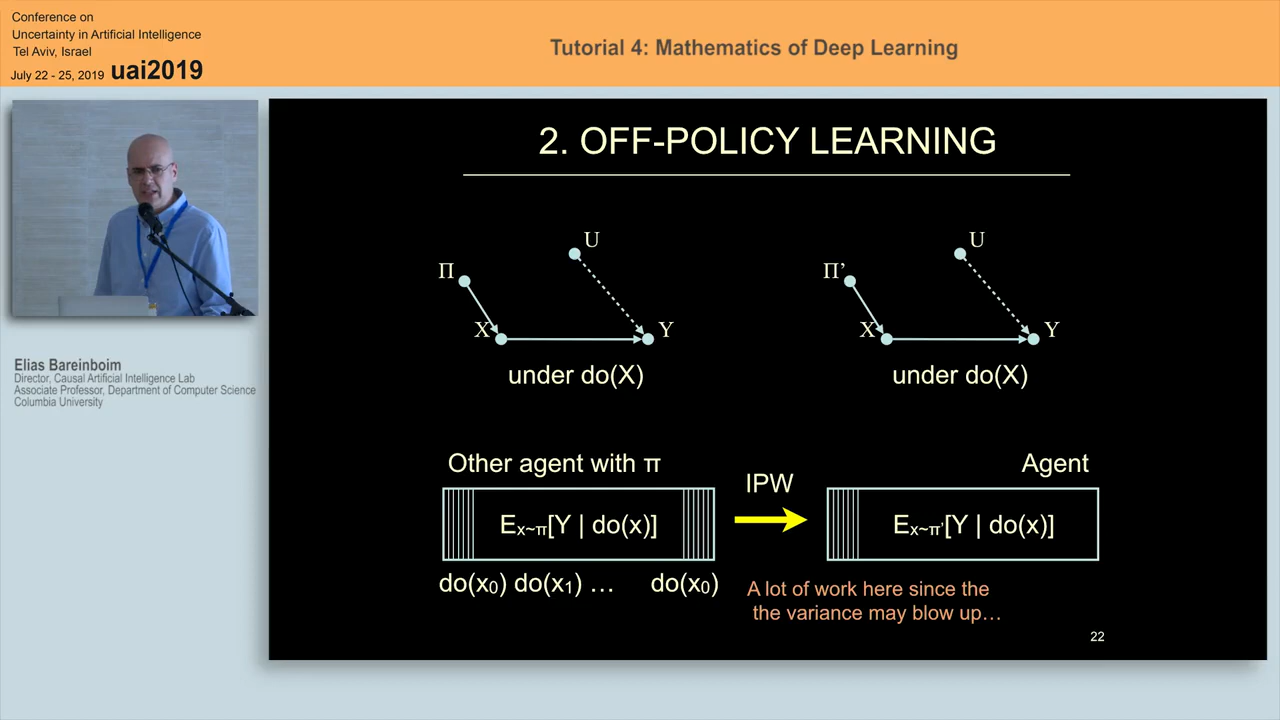 Conference on
Uncertainty in Artificial Intelligence
Tel Aviv, Israel
July 22 - 25, 2019 uai2019
Tutorial 4: Mathematics of Deep Learning
Elias Bareinboim
Director, Causal Artificial Intelligence Lab
Associate Professor, Department of Computer Science
Columbia University
2. OFF-POLICY LEARNING
U
Π
X
Y
under do(X)
U
Π’
X
Y
under do(X)
Other agent with π
E x~π[Y | do(x)]
do(x₀) do(x₁) … do(x₀)
IPW
Agent
E x~π'[Y | do(x)]
A lot of work here since the
the variance may blow up…
22